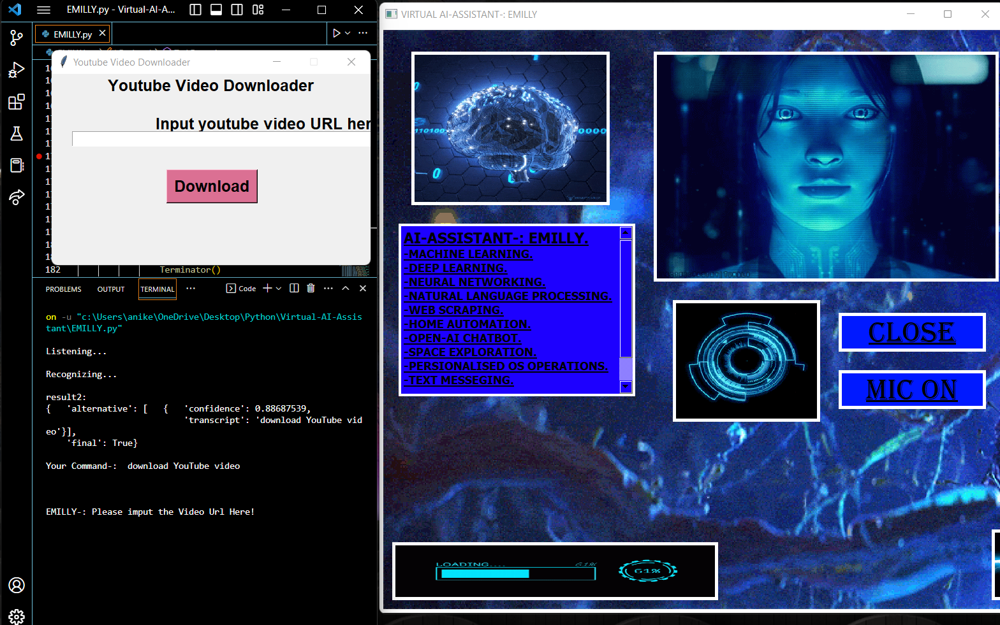 EMILLY.py - Virtual-AI-A...
EMILLY.py
Youtube Video Downloader
Youtube Video Downloader
Input youtube video URL her
Download
182
Terminator()
PROBLEMS
OUTPUT
TERMINAL
Code
on -u "c:\Users\anike\OneDrive\Desktop\Python\Virtual-AI-Assis
tant\EMILLY.py"
Listening...
Recognizing...
result2:
{   'alternative': [   {   'confidence': 0.88687539,
'transcript': 'download YouTube vid
eo'}],
'final': True}
Your Command-:  download YouTube video
EMILLY-: Please imput the Video Url Here!
VIRTUAL AI-ASSISTANT-: EMILLY
110100
0000
0
AI-ASSISTANT-: EMILLY.
-MACHINE LEARNING.
-DEEP LEARNING.
-NEURAL NETWORKING.
-NATURAL LANGUAGE PROCESSING.
-WEB SCRAPING.
-HOME AUTOMATION.
-OPEN-AI CHATBOT.
-SPACE EXPLORATION.
-PERSIONALISED OS OPERATIONS.
-TEXT MESSEGING.
CLOSE
MIC ON
LOADING....
61%
61%